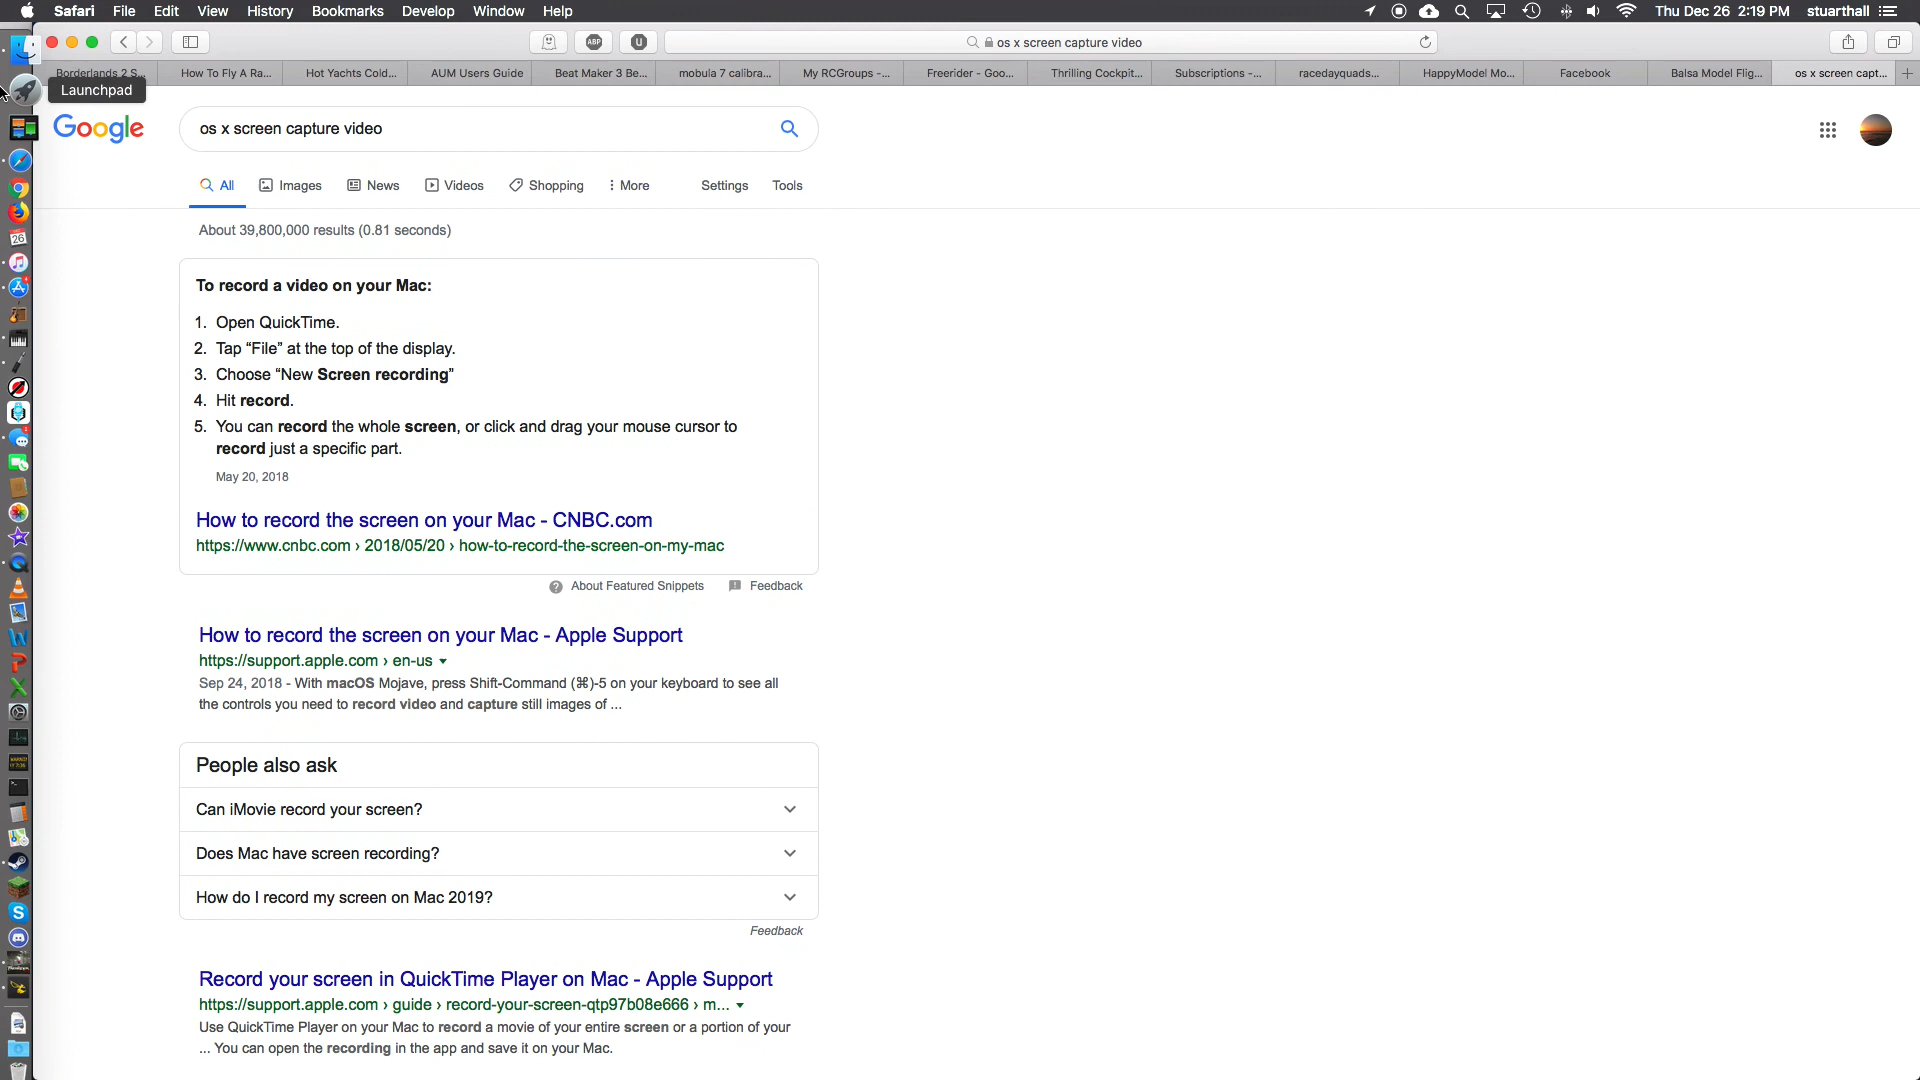 Safari File Edit View History Bookmarks Develop Window Help
Thu Dec 26 2:19 PM stuarthall
ABP
U
os x screen capture video
Borderlands 2 S...
How To Fly A Ra...
Hot Yachts Cold...
AUM Users Guide
Beat Maker 3 Be...
mobula 7 calibra...
My RCGroups -...
Freerider - Goo...
Thrilling Cockpit...
Subscriptions -...
racedayquads...
HappyModel Mo...
Facebook
Balsa Model Flig...
os x screen capt...
Launchpad
Google
os x screen capture video
All Images News Videos Shopping More Settings Tools
About 39,800,000 results (0.81 seconds)
To record a video on your Mac:
1. Open QuickTime.
2. Tap “File” at the top of the display.
3. Choose “New Screen recording”
4. Hit record.
5. You can record the whole screen, or click and drag your mouse cursor to
record just a specific part.
May 20, 2018
How to record the screen on your Mac - CNBC.com
https://www.cnbc.com › 2018/05/20 › how-to-record-the-screen-on-my-mac
About Featured Snippets Feedback
How to record the screen on your Mac - Apple Support
https://support.apple.com › en-us
Sep 24, 2018 - With macOS Mojave, press Shift-Command (⌘)-5 on your keyboard to see all
the controls you need to record video and capture still images of ...
People also ask
Can iMovie record your screen?
Does Mac have screen recording?
How do I record my screen on Mac 2019?
Feedback
Record your screen in QuickTime Player on Mac - Apple Support
https://support.apple.com › guide › record-your-screen-qtp97b08e666 › m...
Use QuickTime Player on your Mac to record a movie of your entire screen or a portion of your
... You can open the recording in the app and save it on your Mac.
26